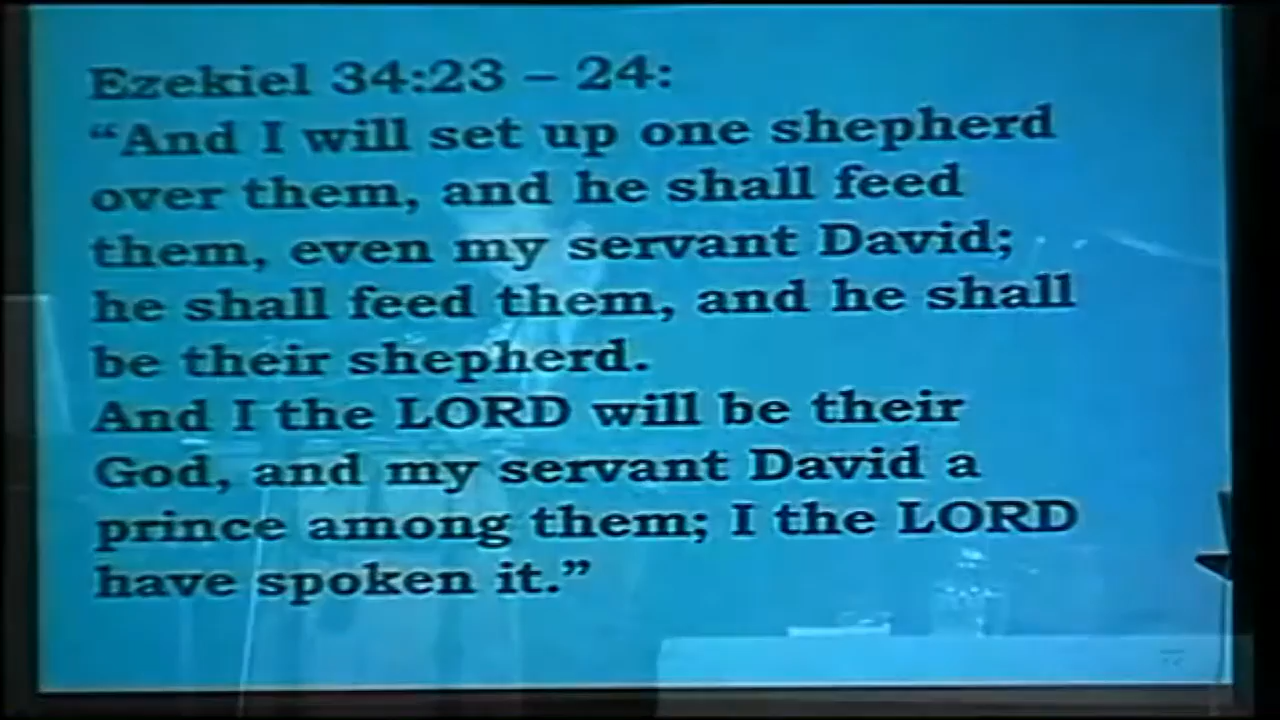 Ezekiel 34:23 – 24:
“And I will set up one shepherd
over them, and he shall feed
them, even my servant David;
he shall feed them, and he shall
be their shepherd.
And I the LORD will be their
God, and my servant David a
prince among them; I the LORD
have spoken it.”